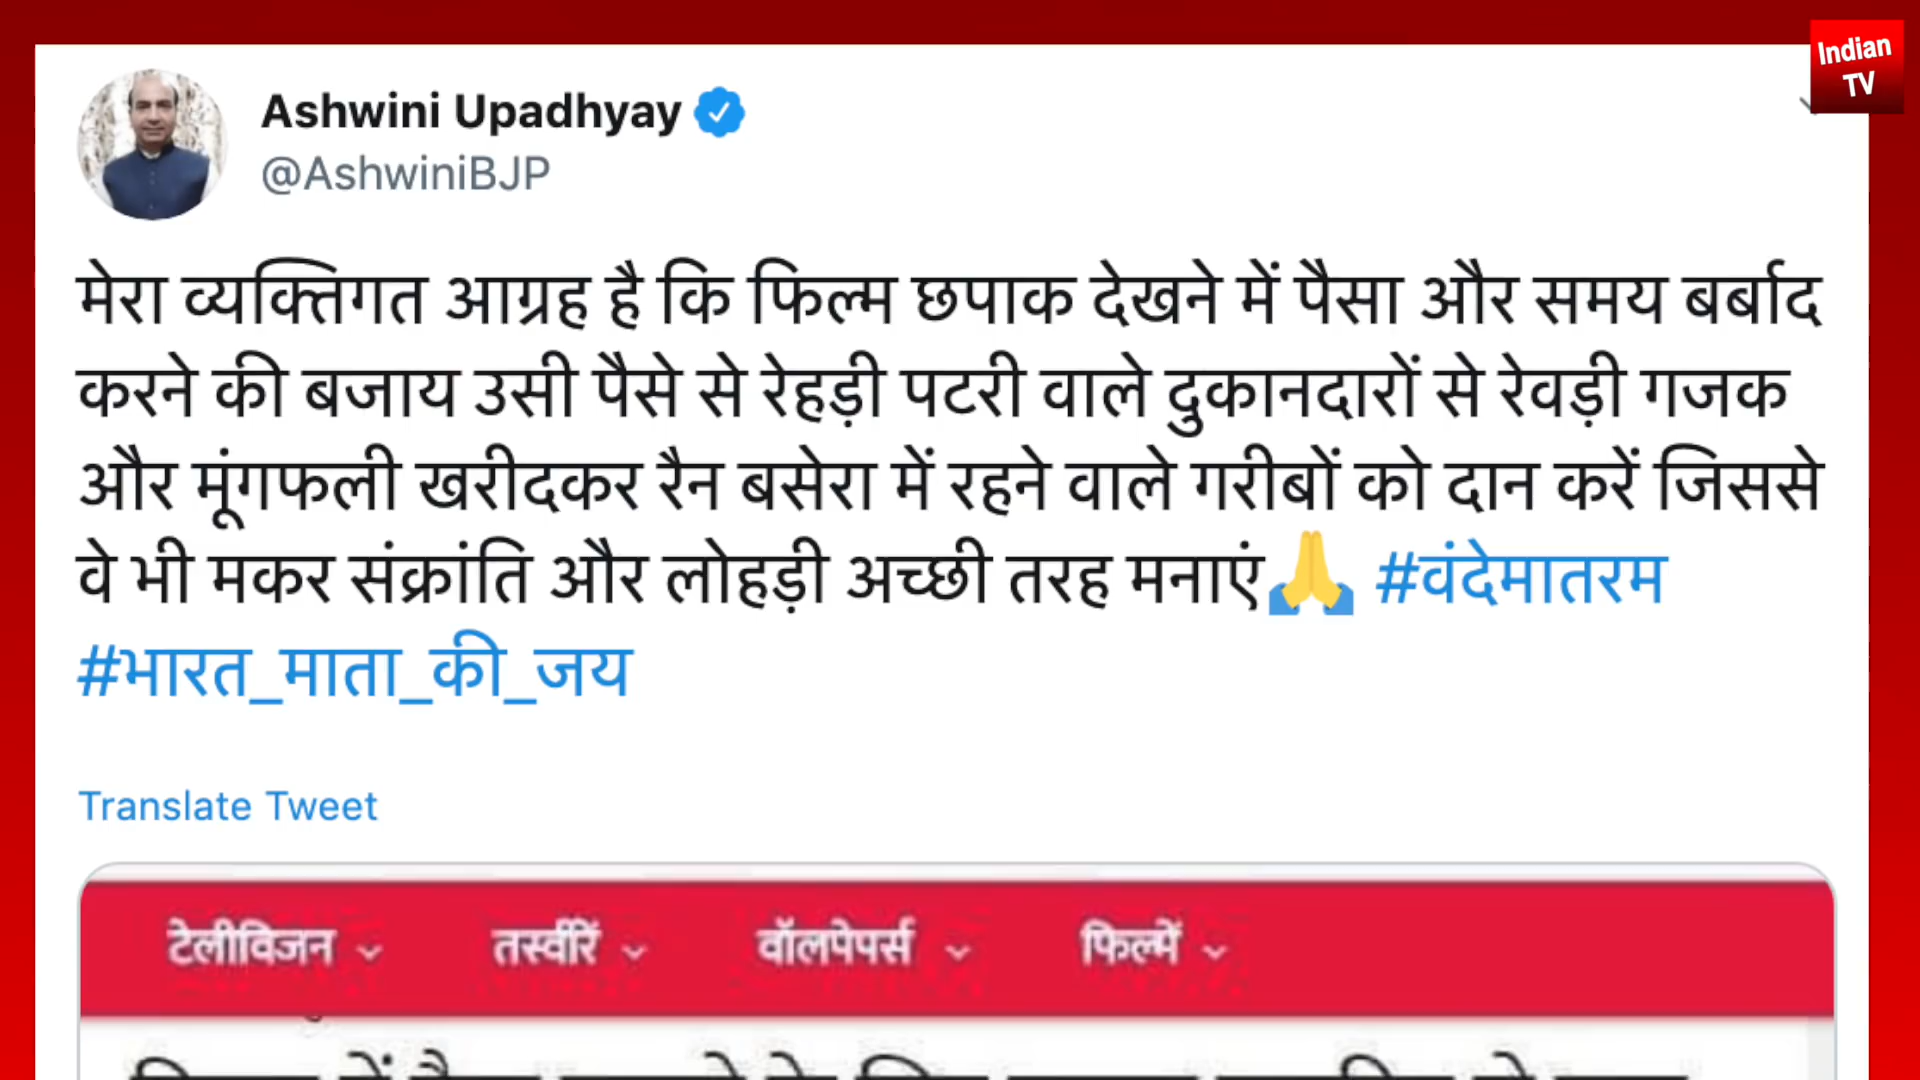 Indian
TV
Ashwini Upadhyay
@AshwiniBJP
मेरा व्यक्तिगत आग्रह है कि फिल्म छपाक देखने में पैसा और समय बर्बाद
करने की बजाय उसी पैसे से रेहड़ी पटरी वाले दुकानदारों से रेवड़ी गजक
और मूंगफली खरीदकर रैन बसेरा में रहने वाले गरीबों को दान करें जिससे
वे भी मकर संक्रांति और लोहड़ी अच्छी तरह मनाएं🙏 #वंदेमातरम
#भारत_माता_की_जय
Translate Tweet
टेलीविजन तस्वीरें वॉलपेपर्स फिल्में